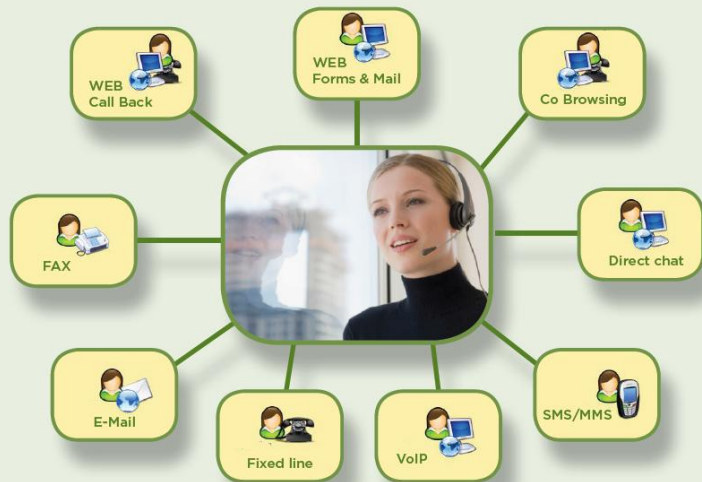 WEB
Call Back
WEB
Forms & Mail
Co Browsing
FAX
Direct chat
E-Mail
Fixed line
VoIP
SMS/MMS